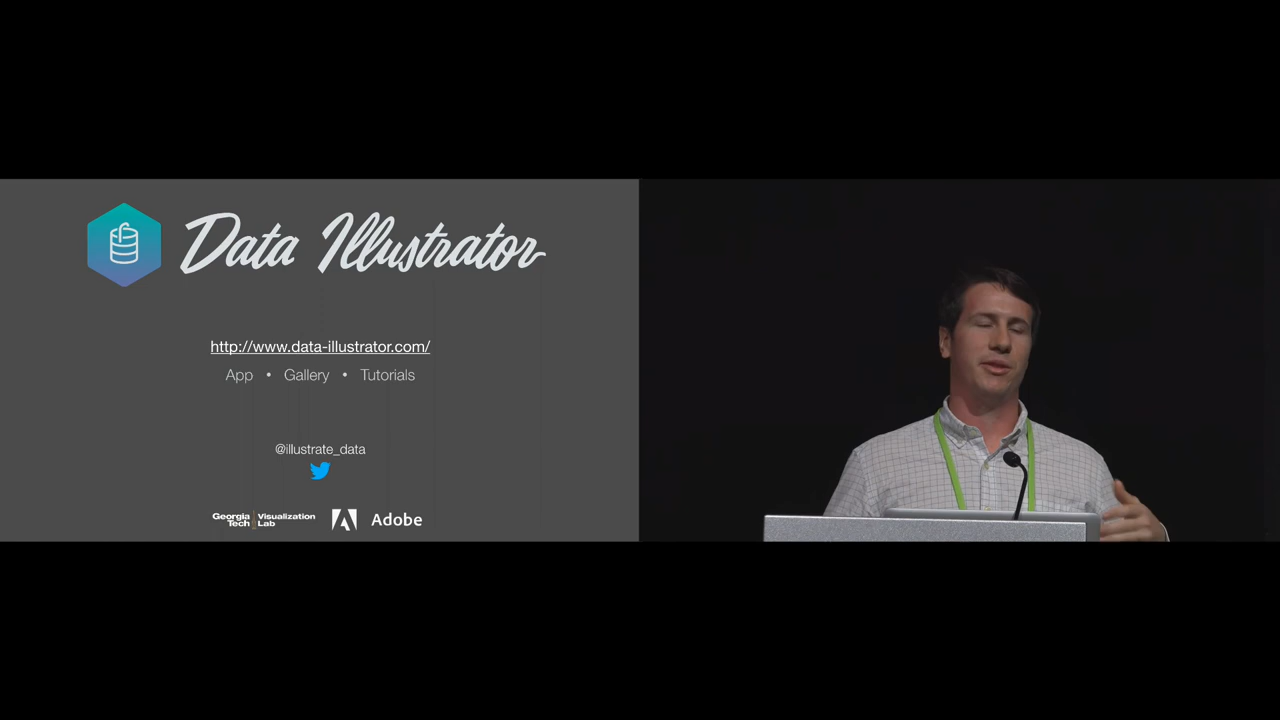 Data Illustrator
http://www.data-illustrator.com/
App • Gallery • Tutorials
@illustrate_data
Georgia Tech Visualization Lab
Adobe